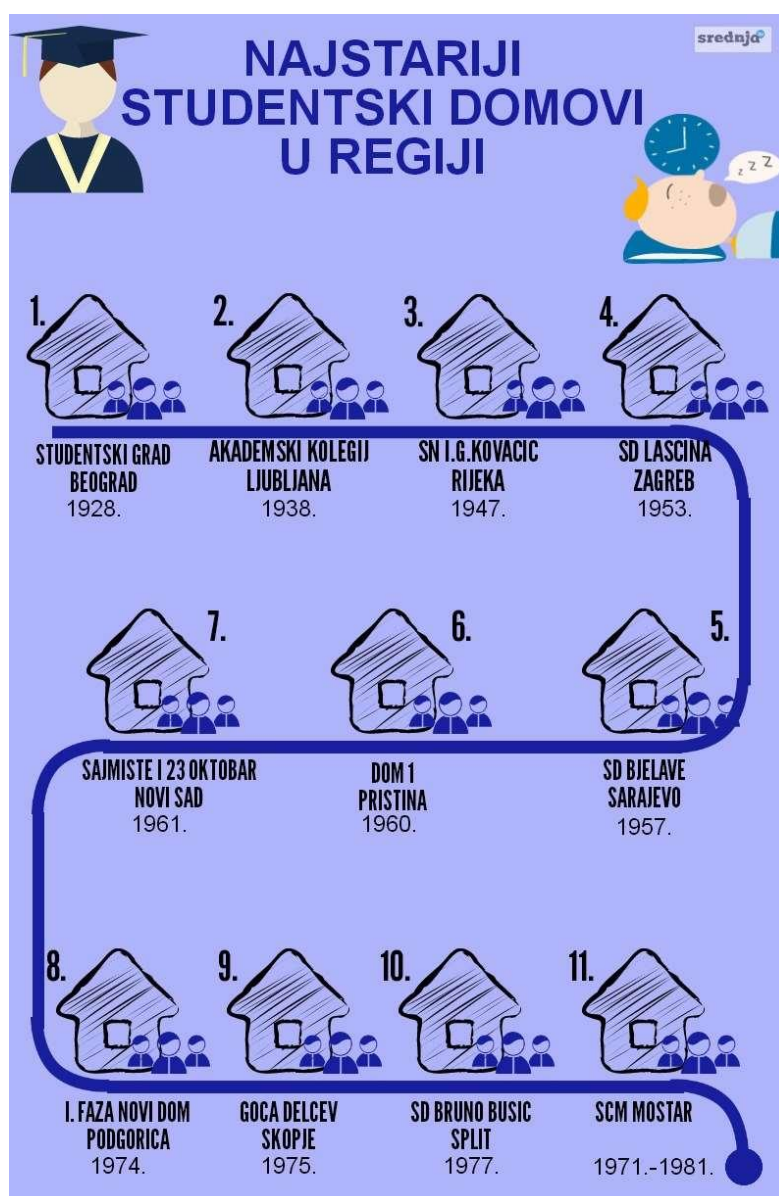 srednja
NAJSTARIJI
STUDENTSKI DOMOVI
U REGIJI
z z z
1.
STUDENTSKI GRAD
BEOGRAD
1928.
2.
AKADEMSKI KOLEGIJ
LJUBLJANA
1938.
3.
SN I.G.KOVACIC
RIJEKA
1947.
4.
SD LASCINA
ZAGREB
1953.
5.
SD BJELAVE
SARAJEVO
1957.
6.
DOM 1
PRISTINA
1960.
7.
SAJMISTE I 23 OKTOBAR
NOVI SAD
1961.
8.
I. FAZA NOVI DOM
PODGORICA
1974.
9.
GOCA DELCEV
SKOPJE
1975.
10.
SD BRUNO BUSIC
SPLIT
1977.
11.
SCM MOSTAR
1971.-1981.